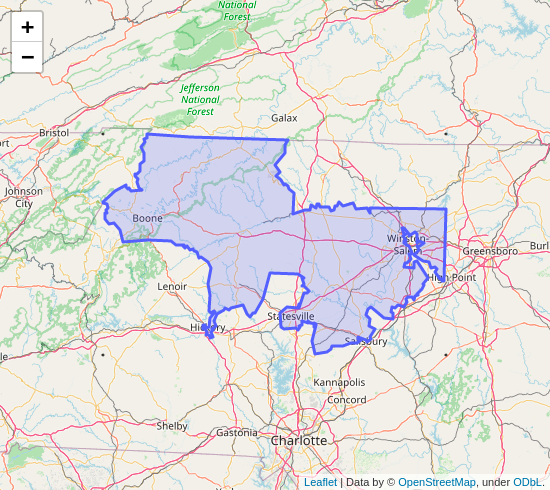 +
−
National
Forest
Jefferson
National
Forest
Galax
Bristol
Johnson
City
Boone
Winston-
Salem
Greensboro
Burl
High Point
Lenoir
Statesville
Hickory
Salisbury
Kannapolis
Concord
Shelby
Gastonia
Charlotte
Leaflet | Data by © OpenStreetMap, under ODbL.